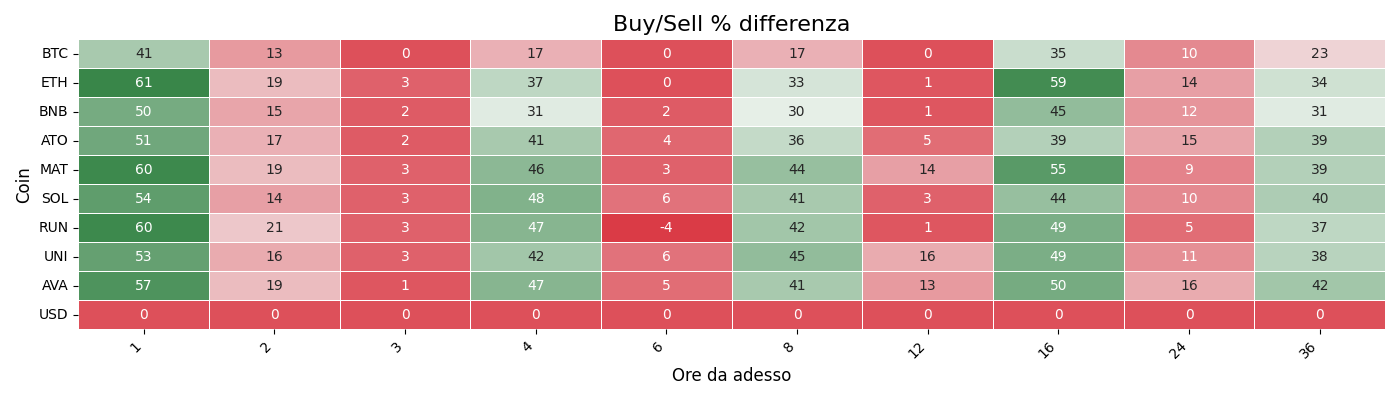 Buy/Sell % differenza
Coin
BTC 41 13 0 17 0 17 0 35 10 23
ETH 61 19 3 37 0 33 1 59 14 34
BNB 50 15 2 31 2 30 1 45 12 31
ATO 51 17 2 41 4 36 5 39 15 39
MAT 60 19 3 46 3 44 14 55 9 39
SOL 54 14 3 48 6 41 3 44 10 40
RUN 60 21 3 47 -4 42 1 49 5 37
UNI 53 16 3 42 6 45 16 49 11 38
AVA 57 19 1 47 5 41 13 50 16 42
USD 0 0 0 0 0 0 0 0 0 0
1 2 3 4 6 8 12 16 24 36
Ore da adesso